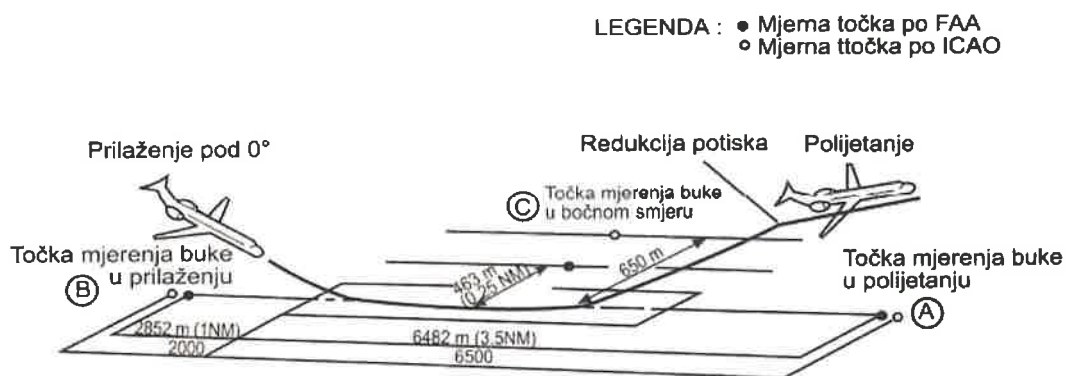 LEGENDA : ● Mjerna točka po FAA
○ Mjerna ttočka po ICAO
Prilaženje pod 0°
Redukcija potiska
Polijetanje
C Točka mjerenja buke
u bočnom smjeru
Točka mjerenja buke
u prilaženju
B
650 m
463 m
(0,25 NM)
Točka mjerenja buke
u polijetanju
A
2852 m (1NM)
2000
6482 m (3.5NM)
6500